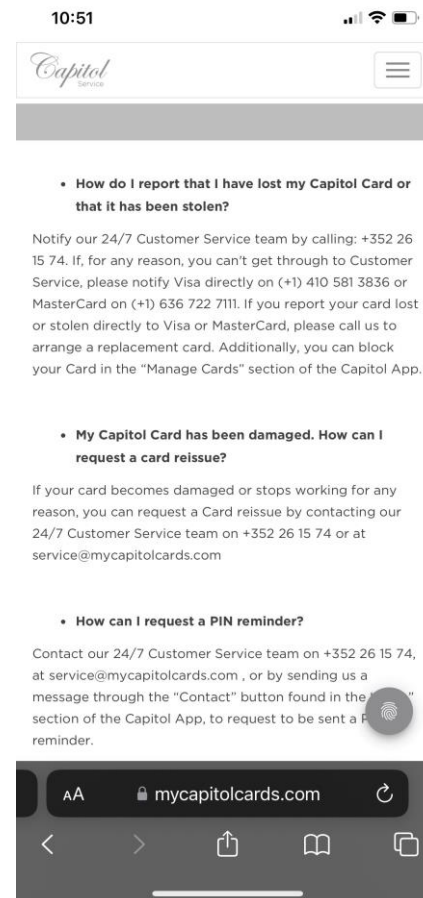 10:51
Capitol
Service
• How do I report that I have lost my Capitol Card or
that it has been stolen?
Notify our 24/7 Customer Service team by calling: +352 26
15 74. If, for any reason, you can't get through to Customer
Service, please notify Visa directly on (+1) 410 581 3836 or
MasterCard on (+1) 636 722 7111. If you report your card lost
or stolen directly to Visa or MasterCard, please call us to
arrange a replacement card. Additionally, you can block
your Card in the “Manage Cards” section of the Capitol App.
• My Capitol Card has been damaged. How can I
request a card reissue?
If your card becomes damaged or stops working for any
reason, you can request a Card reissue by contacting our
24/7 Customer Service team on +352 26 15 74 or at
service@mycapitolcards.com
• How can I request a PIN reminder?
Contact our 24/7 Customer Service team on +352 26 15 74,
at service@mycapitolcards.com , or by sending us a
message through the “Contact” button found in the
section of the Capitol App, to request to be sent a
reminder.
AA mycapitolcards.com